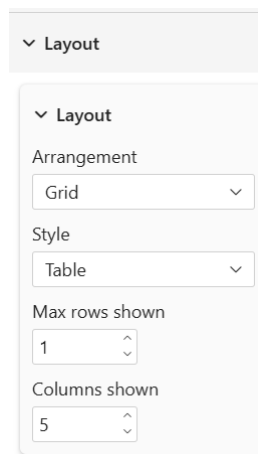 Layout
Layout
Arrangement
Grid
Style
Table
Max rows shown
1
Columns shown
5